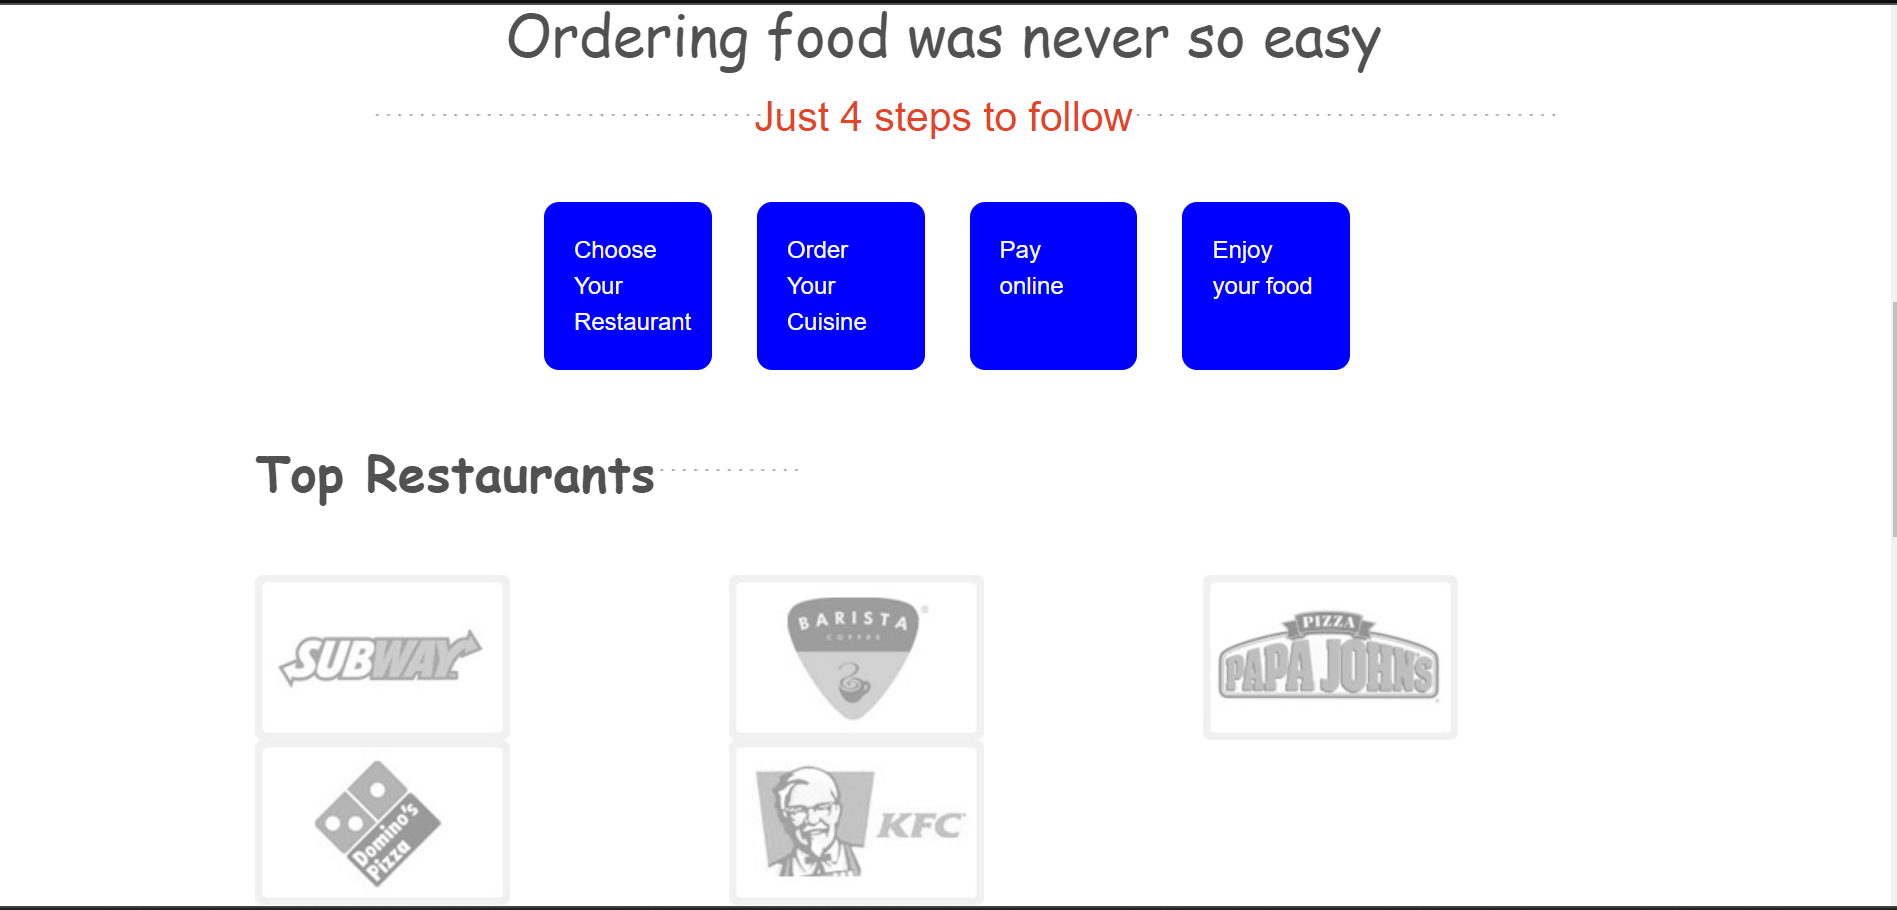 Ordering food was never so easy
Just 4 steps to follow
Choose
Your
Restaurant
Order
Your
Cuisine
Pay
online
Enjoy
your food
Top Restaurants
SUBWAY
BARISTA
COFFEE
PIZZA
PAPA JOHN'S
Domino's
Pizza
KFC